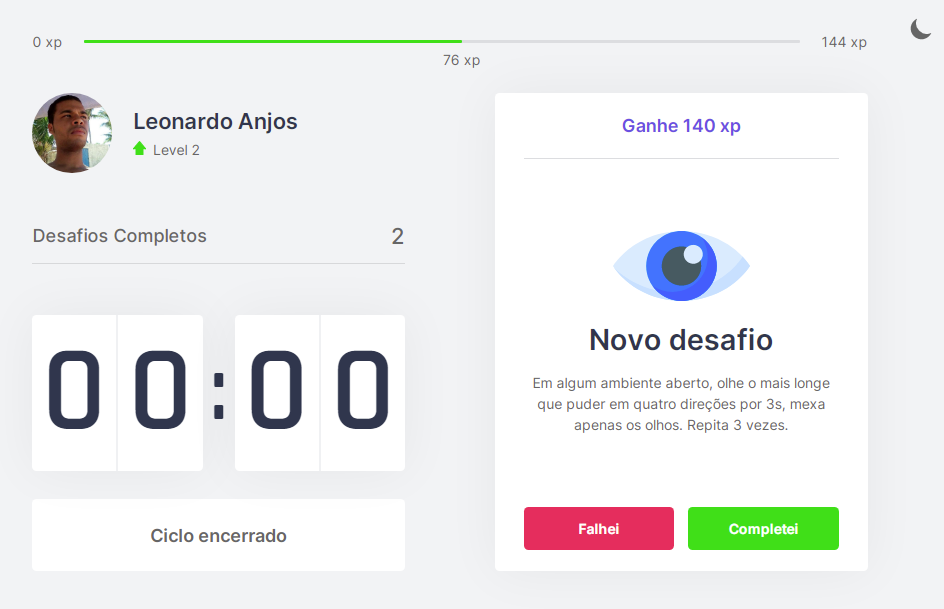 0 xp
144 xp
76 xp
Leonardo Anjos
Level 2
Desafios Completos
2
00:00
Ciclo encerrado
Ganhe 140 xp
Novo desafio
Em algum ambiente aberto, olhe o mais longe
que puder em quatro direções por 3s, mexa
apenas os olhos. Repita 3 vezes.
Falhei
Completei